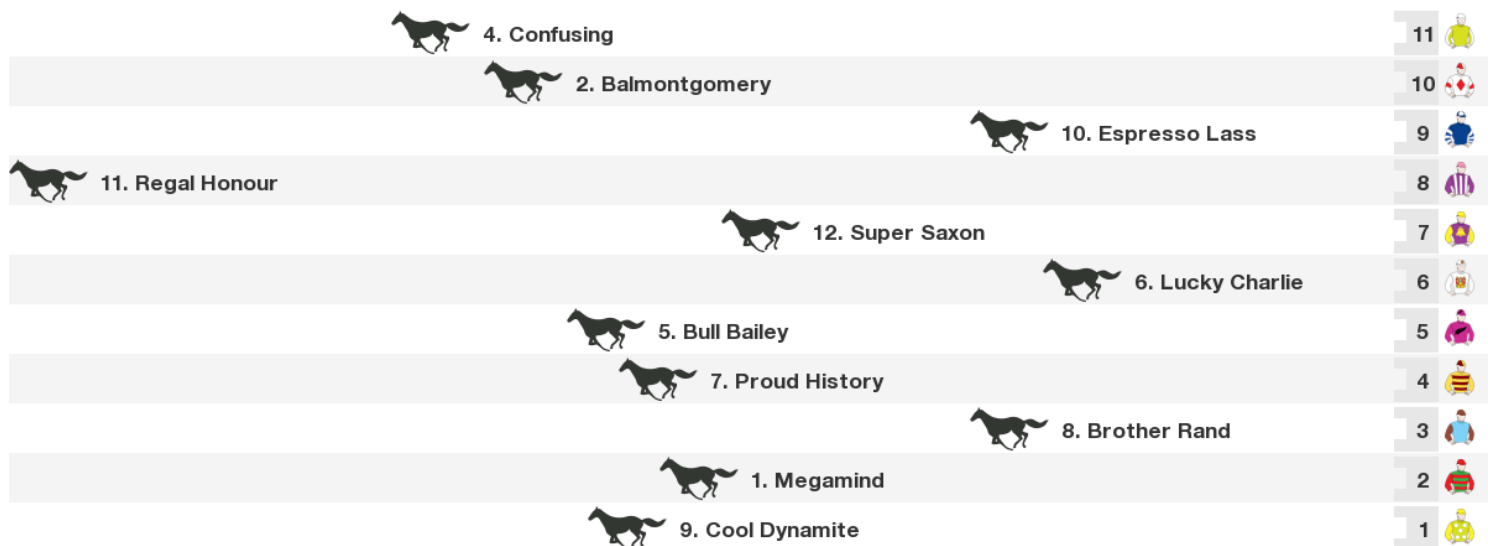 4. Confusing 11
2. Balmontgomery 10
10. Espresso Lass 9
11. Regal Honour 8
12. Super Saxon 7
6. Lucky Charlie 6
5. Bull Bailey 5
7. Proud History 4
8. Brother Rand 3
1. Megamind 2
9. Cool Dynamite 1